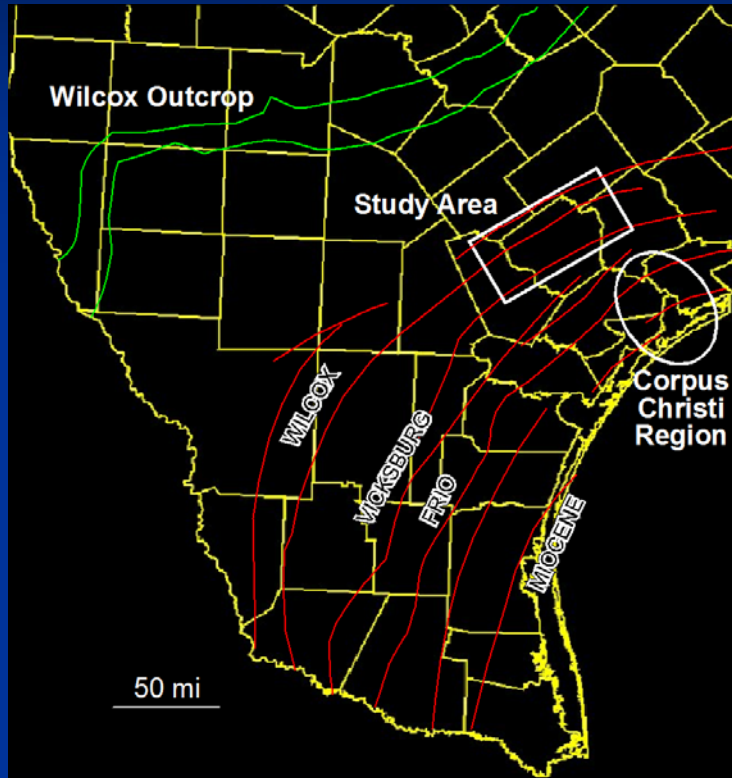 Wilcox Outcrop
Study Area
Corpus
Christi
Region
WILCOX
VICKSBURG
FRIO
MIOCENE
50 mi